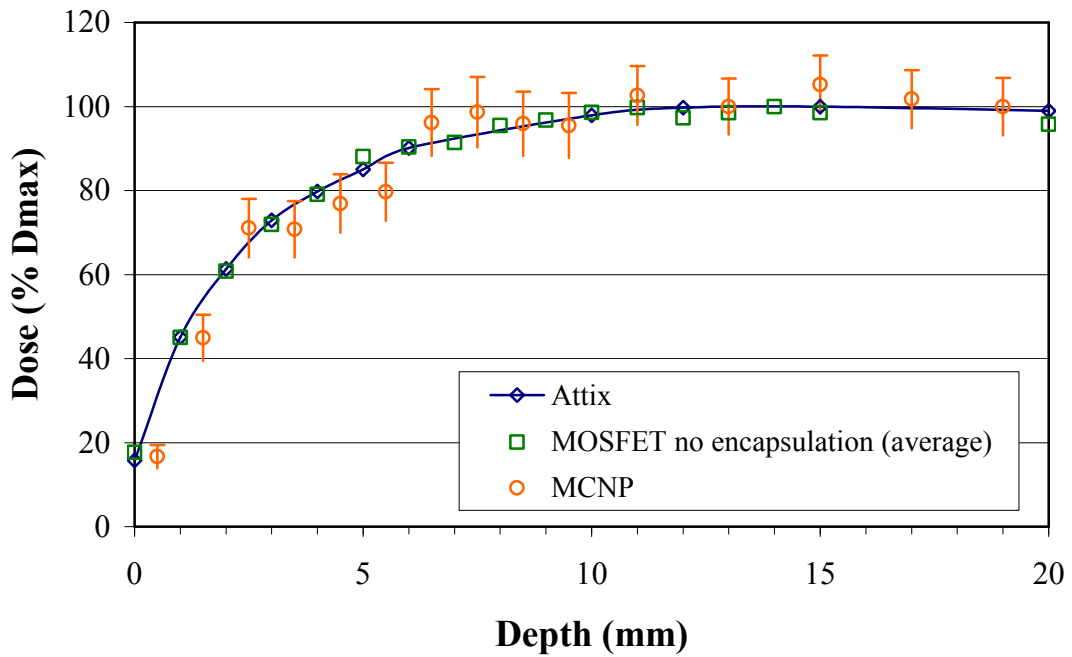 120
100
80
60
40
20
0
Dose (% Dmax)
Attix
MOSFET no encapsulation (average)
MCNP
0 5 10 15 20
Depth (mm)